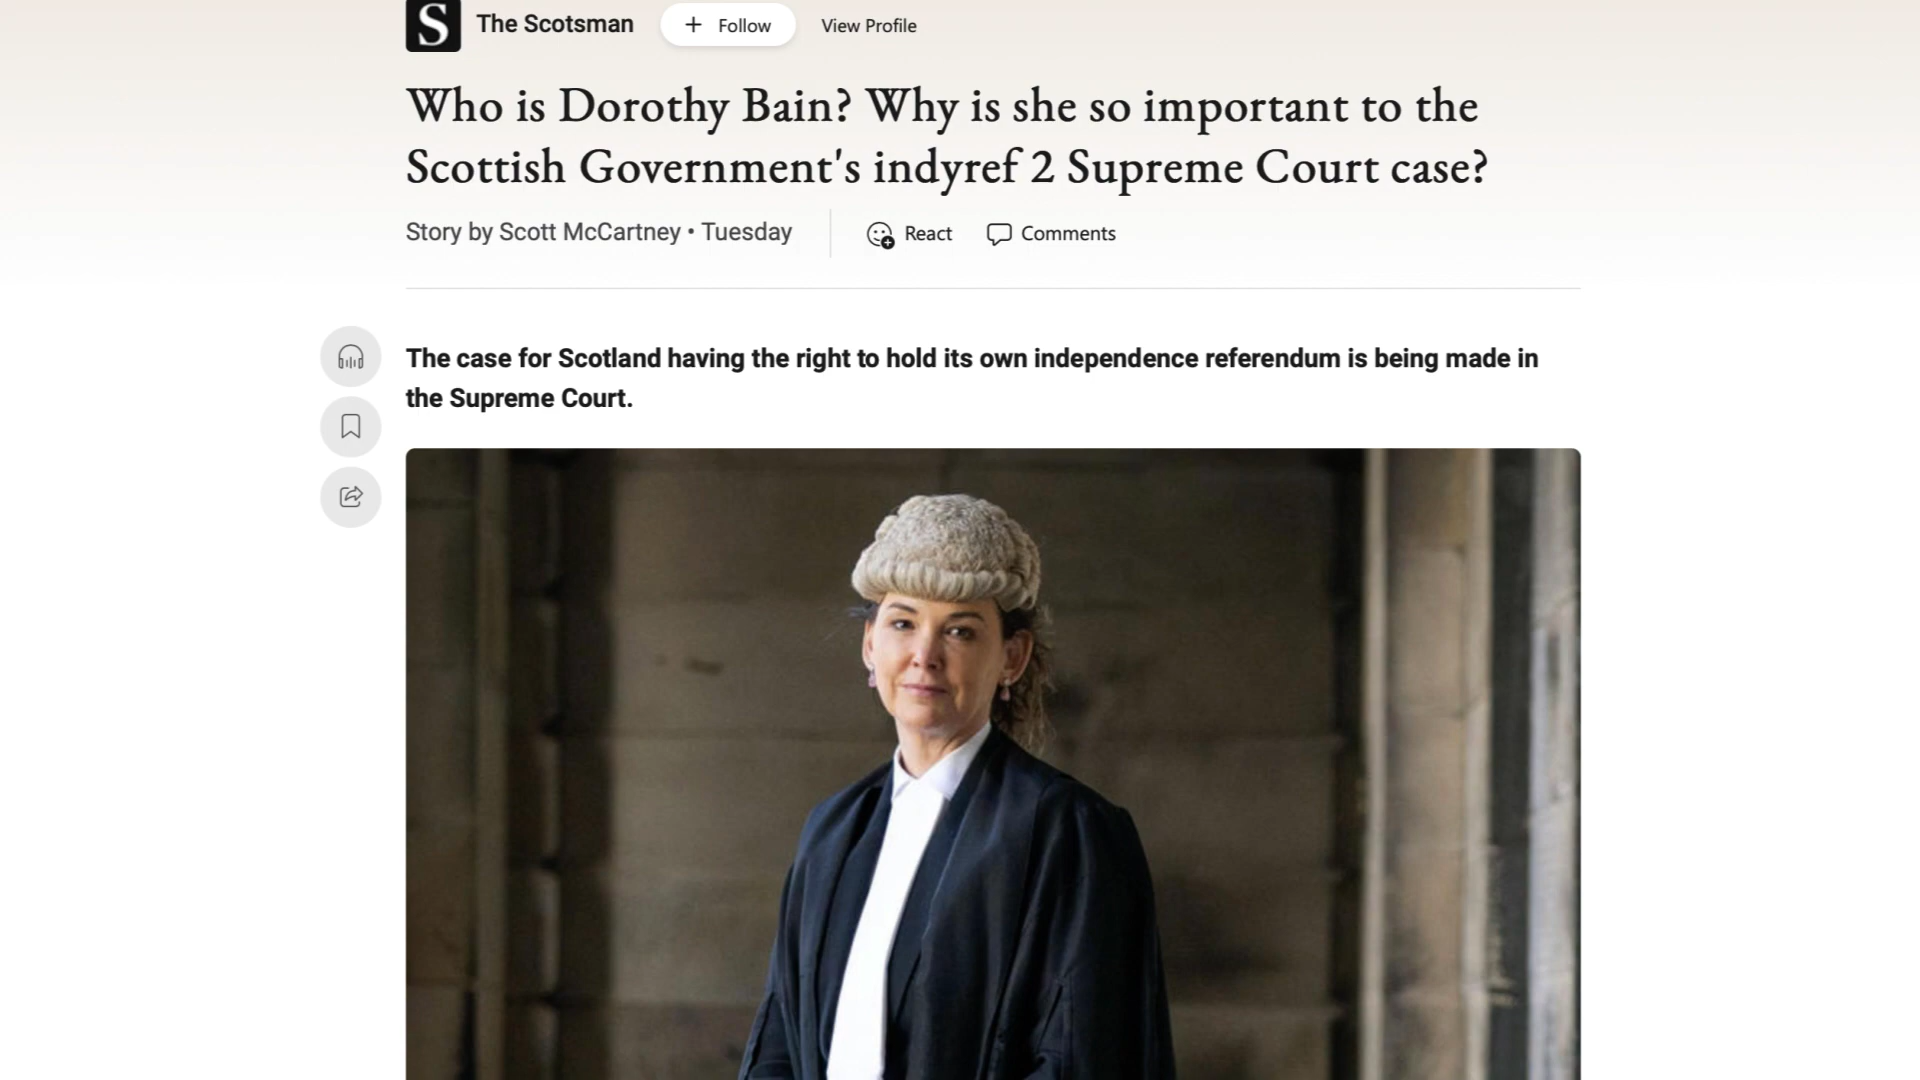 S The Scotsman + Follow View Profile
Who is Dorothy Bain? Why is she so important to the
Scottish Government's indyref 2 Supreme Court case?
Story by Scott McCartney • Tuesday React Comments
The case for Scotland having the right to hold its own independence referendum is being made in
the Supreme Court.